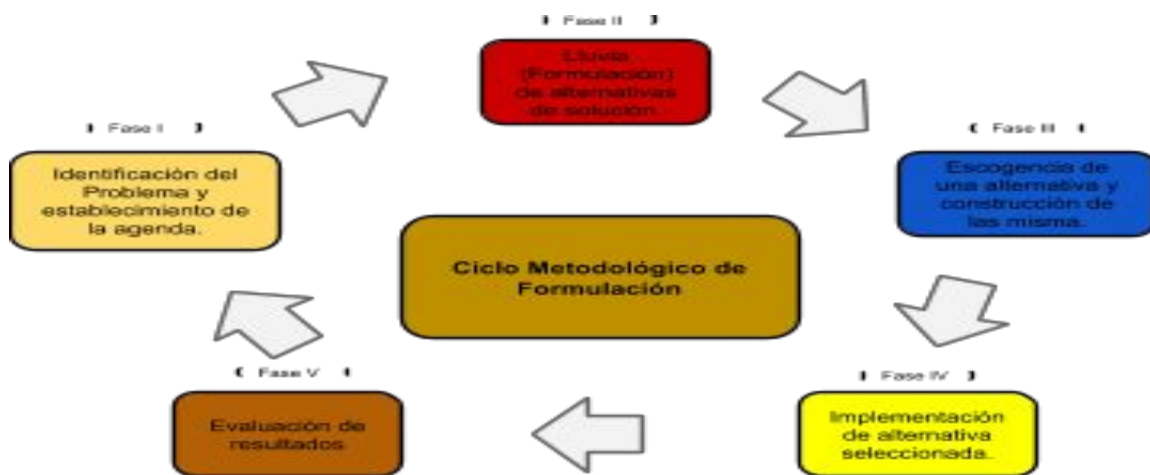 Fase II
Lluvia
(Formulación)
de alternativas
de solución.
Fase I
Identificación del
Problema y
establecimiento de
la agenda.
Fase III
Escogencia de
una alternativa y
construcción de
las misma.
Ciclo Metodológico de
Formulación
Fase IV
Implementación
de alternativa
seleccionada.
Fase V
Evaluación de
resultados